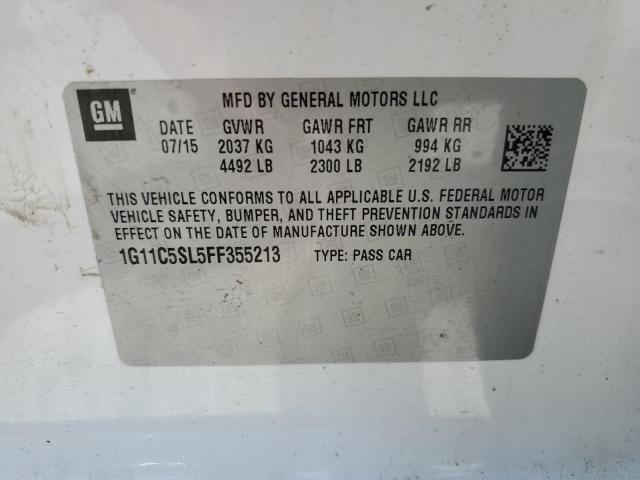 GM
MFD BY GENERAL MOTORS LLC
DATE GVWR GAWR FRT GAWR RR
07/15 2037 KG 1043 KG 994 KG
4492 LB 2300 LB 2192 LB
THIS VEHICLE CONFORMS TO ALL APPLICABLE U.S. FEDERAL MOTOR
VEHICLE SAFETY, BUMPER, AND THEFT PREVENTION STANDARDS IN
EFFECT ON THE DATE OF MANUFACTURE SHOWN ABOVE.
1G11C5SL5FF355213 TYPE: PASS CAR